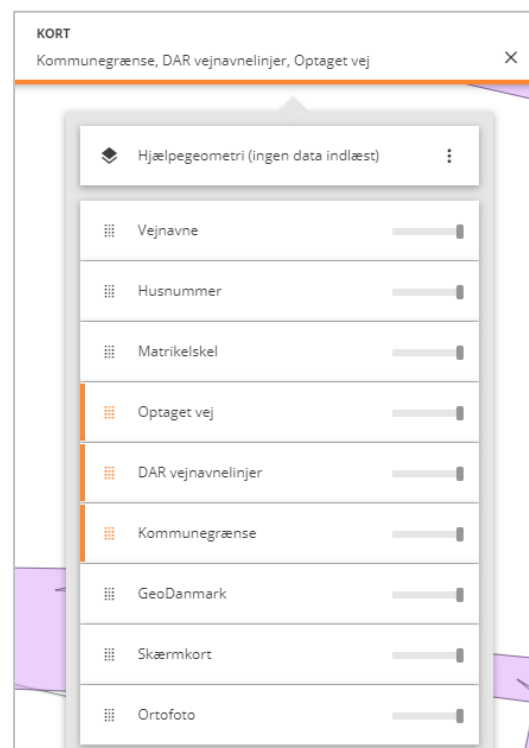 KORT
Kommunegrænse, DAR vejnavnelinjer, Optaget vej
Hjælpegeometri (ingen data indlæst)
Vejnavne
Husnummer
Matrikelskel
Optaget vej
DAR vejnavnelinjer
Kommunegrænse
GeoDanmark
Skærmkort
Ortofoto